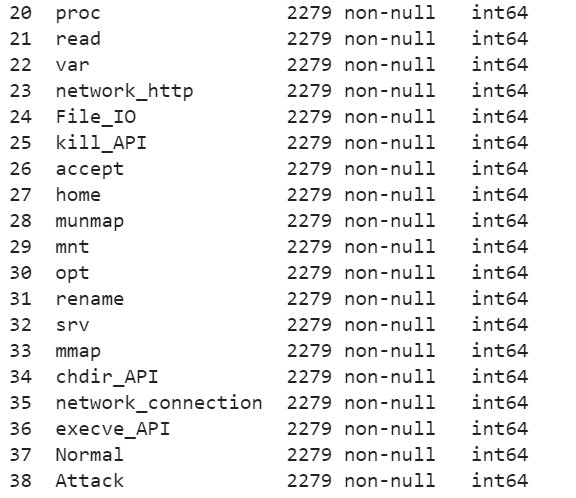 20 proc 2279 non-null int64
21 read 2279 non-null int64
22 var 2279 non-null int64
23 network_http 2279 non-null int64
24 File_IO 2279 non-null int64
25 kill_API 2279 non-null int64
26 accept 2279 non-null int64
27 home 2279 non-null int64
28 munmap 2279 non-null int64
29 mnt 2279 non-null int64
30 opt 2279 non-null int64
31 rename 2279 non-null int64
32 srv 2279 non-null int64
33 mmap 2279 non-null int64
34 chdir_API 2279 non-null int64
35 network_connection 2279 non-null int64
36 execve_API 2279 non-null int64
37 Normal 2279 non-null int64
38 Attack 2279 non-null int64